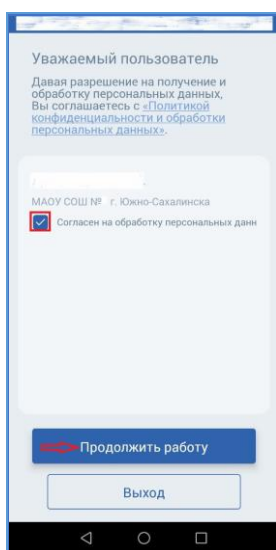 Уважаемый пользователь
Давая разрешение на получение и
обработку персональных данных,
Вы соглашаетесь с «Политикой
конфиденциальности и обработки
персональных данных».
МАОУ СОШ № г. Южно-Сахалинска
Согласен на обработку персональных данн
Продолжить работу
Выход